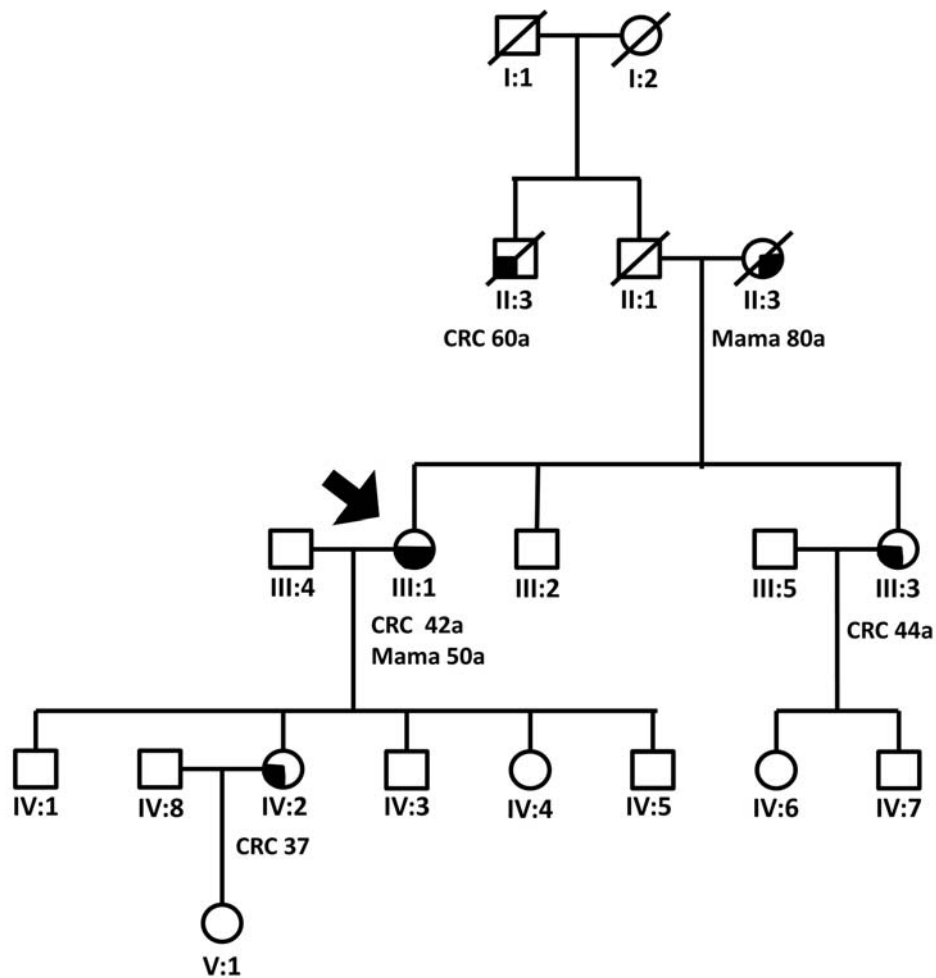 I:1 I:2
II:3 II:1 II:3
CRC 60a Mama 80a
III:4 III:1 III:2 III:5 III:3
CRC 42a CRC 44a
Mama 50a
IV:1 IV:8 IV:2 IV:3 IV:4 IV:5 IV:6 IV:7
CRC 37
V:1